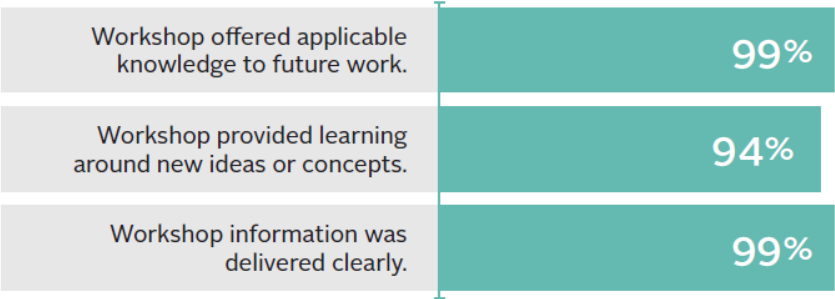 Workshop offered applicable
knowledge to future work.
99%
Workshop provided learning
around new ideas or concepts.
94%
Workshop information was
delivered clearly.
99%